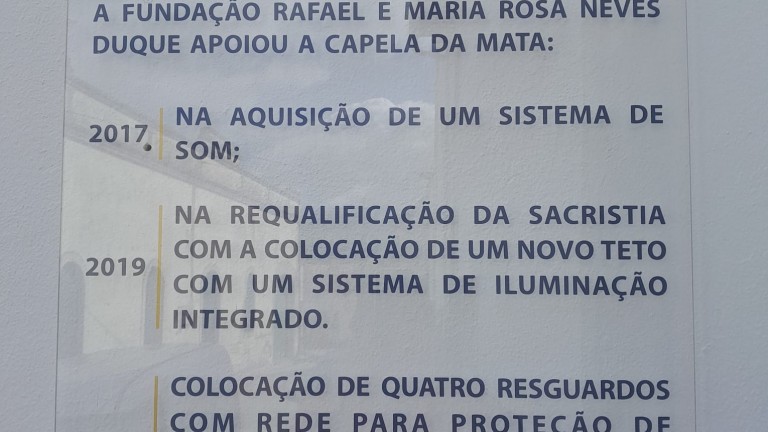 A FUNDAÇÃO RAFAEL E MARIA ROSA NEVES
DUQUE APOIOU A CAPELA DA MATA:
2017
NA AQUISIÇÃO DE UM SISTEMA DE
SOM;
2019
NA REQUALIFICAÇÃO DA SACRISTIA
COM A COLOCAÇÃO DE UM NOVO TETO
COM UM SISTEMA DE ILUMINAÇÃO
INTEGRADO.
COLOCAÇÃO DE QUATRO RESGUARDOS
COM REDE PARA PROTEÇÃO DE